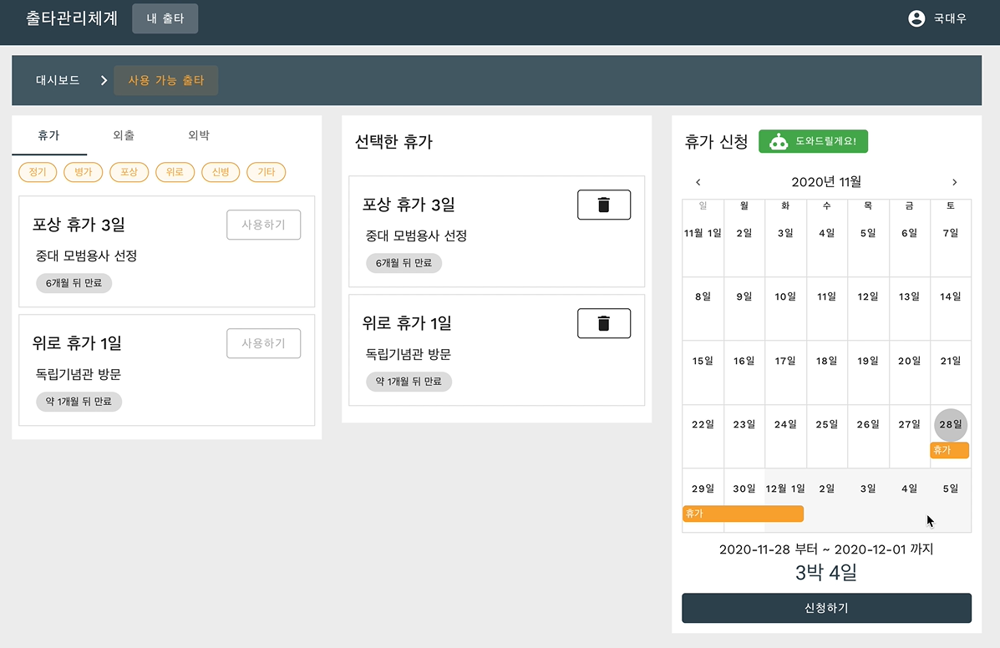 출타관리체계 내 출타 국대우
대시보드 사용 가능 출타
휴가 외출 외박
정기 병가 포상 위로 신병 기타
포상 휴가 3일 사용하기
중대 모범용사 선정
6개월 뒤 만료
위로 휴가 1일 사용하기
독립기념관 방문
약 1개월 뒤 만료
선택한 휴가
포상 휴가 3일
중대 모범용사 선정
6개월 뒤 만료
위로 휴가 1일
독립기념관 방문
약 1개월 뒤 만료
휴가 신청 도와드릴게요!
2020년 11월
일 월 화 수 목 금 토
11월 1일 2일 3일 4일 5일 6일 7일
8일 9일 10일 11일 12일 13일 14일
15일 16일 17일 18일 19일 20일 21일
22일 23일 24일 25일 26일 27일 28일
휴가
29일 30일 12월 1일 2일 3일 4일 5일
휴가
2020-11-28 부터 ~ 2020-12-01 까지
3박 4일
신청하기